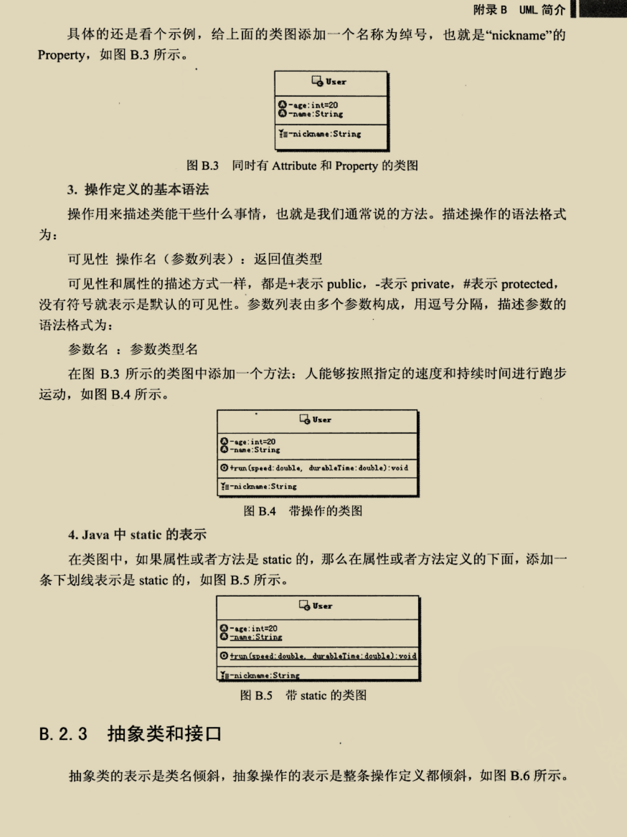 附录 B　UML 简介
具体的还是看个示例，给上面的类图添加一个名称为绰号，也就是“nickname”的
Property，如图 B.3 所示。
User
-age:int=20
-name:String
-nickname:String
图 B.3　同时有 Attribute 和 Property 的类图
3. 操作定义的基本语法
操作用来描述类能干些什么事情，也就是我们通常说的方法。描述操作的语法格式
为：
可见性 操作名（参数列表）：返回值类型
可见性和属性的描述方式一样，都是+表示 public，-表示 private，#表示 protected，
没有符号就表示是默认的可见性。参数列表由多个参数构成，用逗号分隔，描述参数的
语法格式为：
参数名 ：参数类型名
在图 B.3 所示的类图中添加一个方法：人能够按照指定的速度和持续时间进行跑步
运动，如图 B.4 所示。
User
-age:int=20
-name:String
+run(speed:double, durableTime:double):void
-nickname:String
图 B.4　带操作的类图
4. Java 中 static 的表示
在类图中，如果属性或者方法是 static 的，那么在属性或者方法定义的下面，添加一
条下划线表示是 static 的，如图 B.5 所示。
User
-age:int=20
-name:String
+run(speed:double, durableTime:double):void
-nickname:String
图 B.5　带 static 的类图
B.2.3　抽象类和接口
抽象类的表示是类名倾斜，抽象操作的表示是整条操作定义都倾斜，如图 B.6 所示。